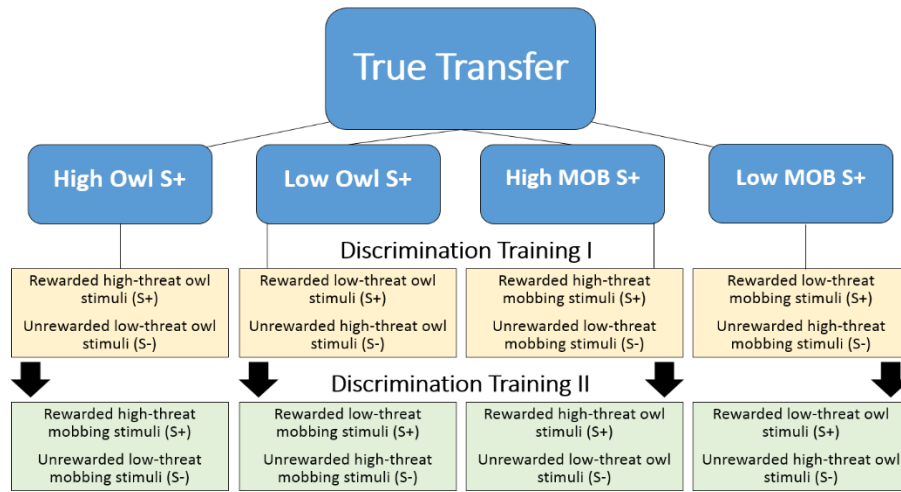 True Transfer
High Owl S+
Low Owl S+
High MOB S+
Low MOB S+
Discrimination Training I
Rewarded high-threat owl
stimuli (S+)
Unrewarded low-threat owl
stimuli (S-)
Rewarded low-threat owl
stimuli (S+)
Unrewarded high-threat owl
stimuli (S-)
Rewarded high-threat
mobbing stimuli (S+)
Unrewarded low-threat
mobbing stimuli (S-)
Rewarded low-threat
mobbing stimuli (S+)
Unrewarded high-threat
mobbing stimuli (S-)
Discrimination Training II
Rewarded high-threat
mobbing stimuli (S+)
Unrewarded low-threat
mobbing stimuli (S-)
Rewarded low-threat
mobbing stimuli (S+)
Unrewarded high-threat
mobbing stimuli (S-)
Rewarded high-threat owl
stimuli (S+)
Unrewarded low-threat owl
stimuli (S-)
Rewarded low-threat owl
stimuli (S+)
Unrewarded high-threat owl
stimuli (S-)